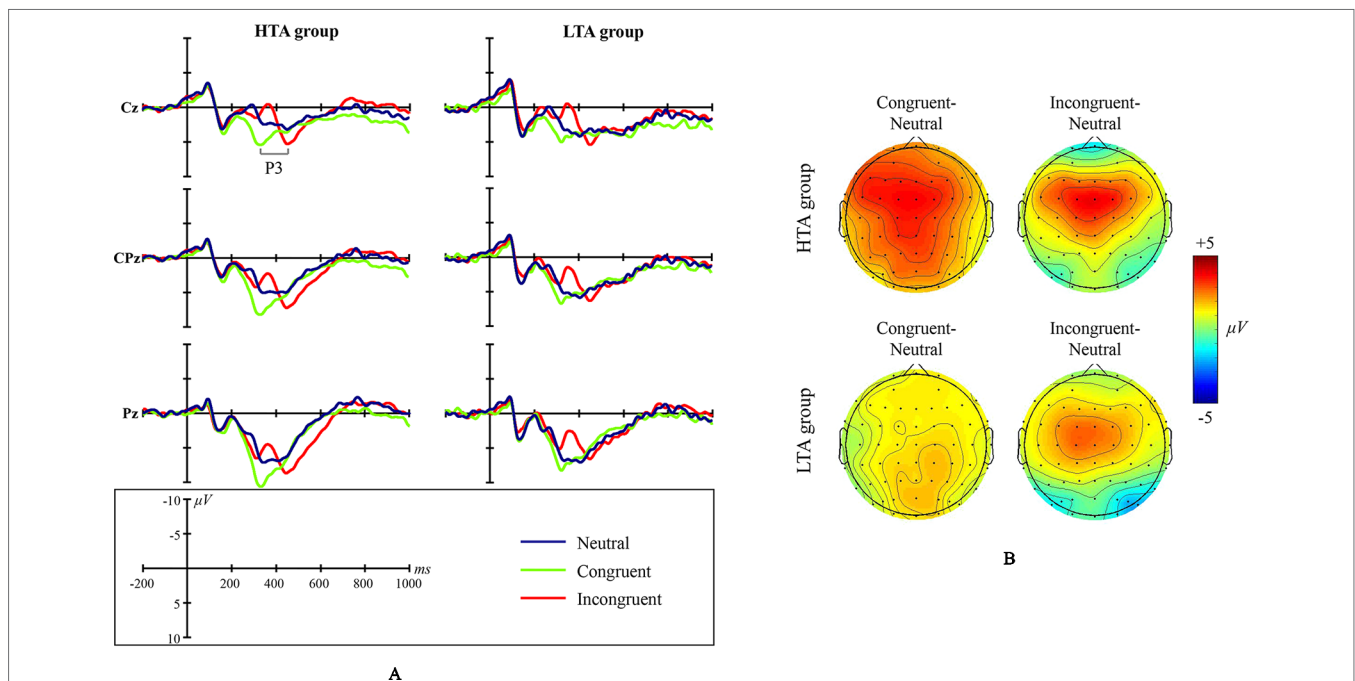 HTA group
LTA group
Cz
P3
CPz
Pz
-10
μV
-5
-200
200
400
600
800
1000
ms
5
10
Neutral
Congruent
Incongruent
A
Congruent-
Neutral
Incongruent-
Neutral
HTA group
+5
μV
-5
Congruent-
Neutral
Incongruent-
Neutral
LTA group
B